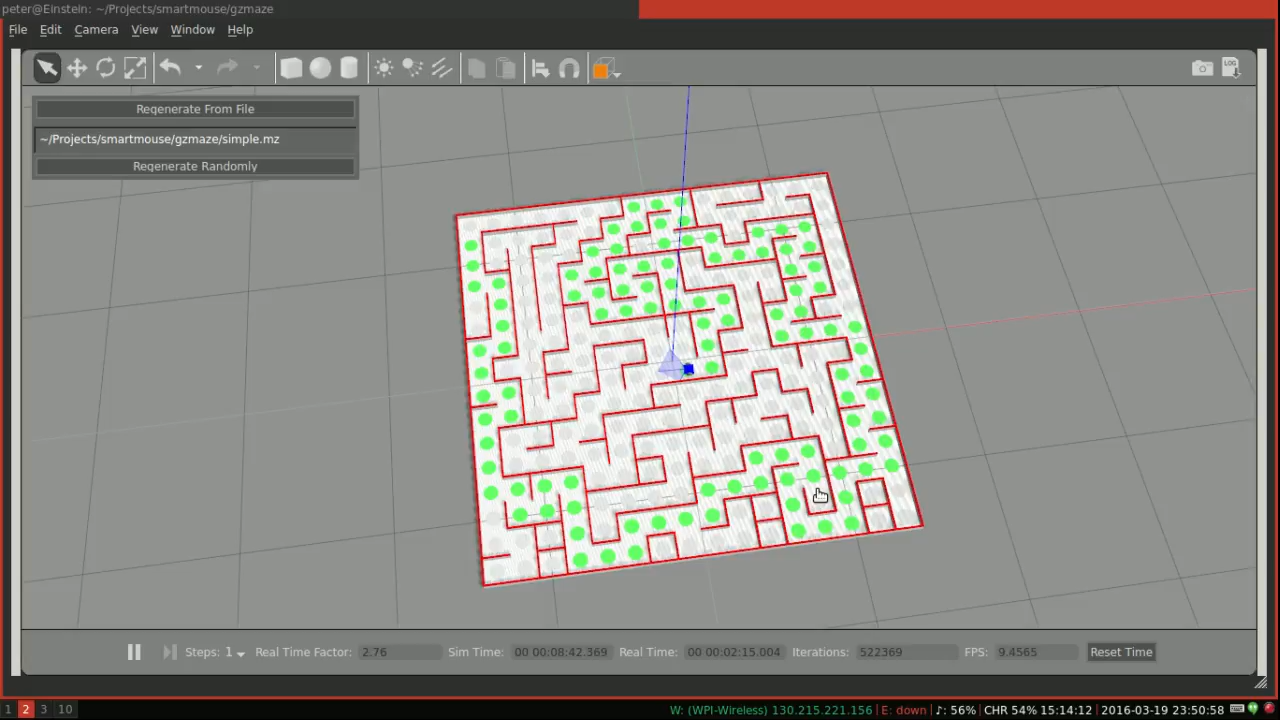 peter@Einstein: ~/Projects/smartmouse/gzmaze
File Edit Camera View Window Help
LOG
Regenerate From File
~/Projects/smartmouse/gzmaze/simple.mz
Regenerate Randomly
Steps: 1 Real Time Factor: 2.76 Sim Time: 00 00:08:42.369 Real Time: 00 00:02:15.004 Iterations: 522369 FPS: 9.4565 Reset Time
1 2 3 10 W: (WPI-Wireless) 130.215.221.156 | E: down | ♪: 56% | CHR 54% 15:14:12 | 2016-03-19 23:50:58